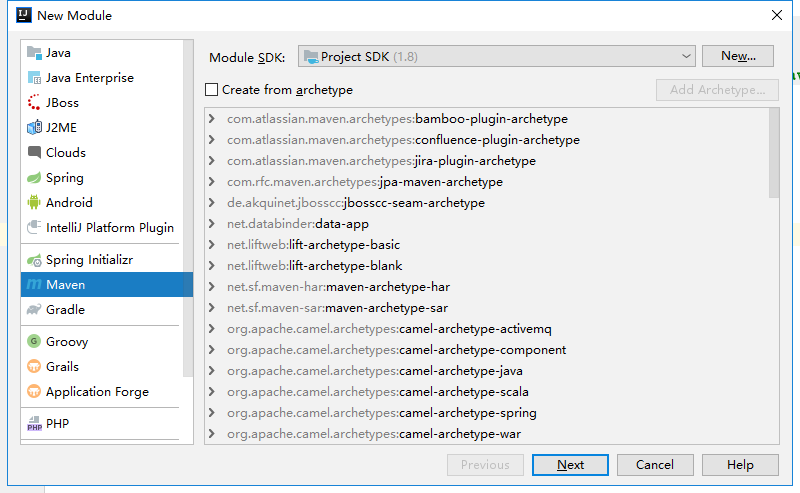 New Module
Java
Java Enterprise
JBoss
J2ME
Clouds
Spring
Android
IntelliJ Platform Plugin
Spring Initializr
Maven
Gradle
Groovy
Grails
Application Forge
PHP
Module SDK: Project SDK (1.8) New...
Create from archetype Add Archetype...
com.atlassian.maven.archetypes:bamboo-plugin-archetype
com.atlassian.maven.archetypes:confluence-plugin-archetype
com.atlassian.maven.archetypes:jira-plugin-archetype
com.rfc.maven.archetypes:jpa-maven-archetype
de.akquinet.jbosscc:jbosscc-seam-archetype
net.databinder:data-app
net.liftweb:lift-archetype-basic
net.liftweb:lift-archetype-blank
net.sf.maven-har:maven-archetype-har
net.sf.maven-sar:maven-archetype-sar
org.apache.camel.archetypes:camel-archetype-activemq
org.apache.camel.archetypes:camel-archetype-component
org.apache.camel.archetypes:camel-archetype-java
org.apache.camel.archetypes:camel-archetype-scala
org.apache.camel.archetypes:camel-archetype-spring
org.apache.camel.archetypes:camel-archetype-war
Previous Next Cancel Help